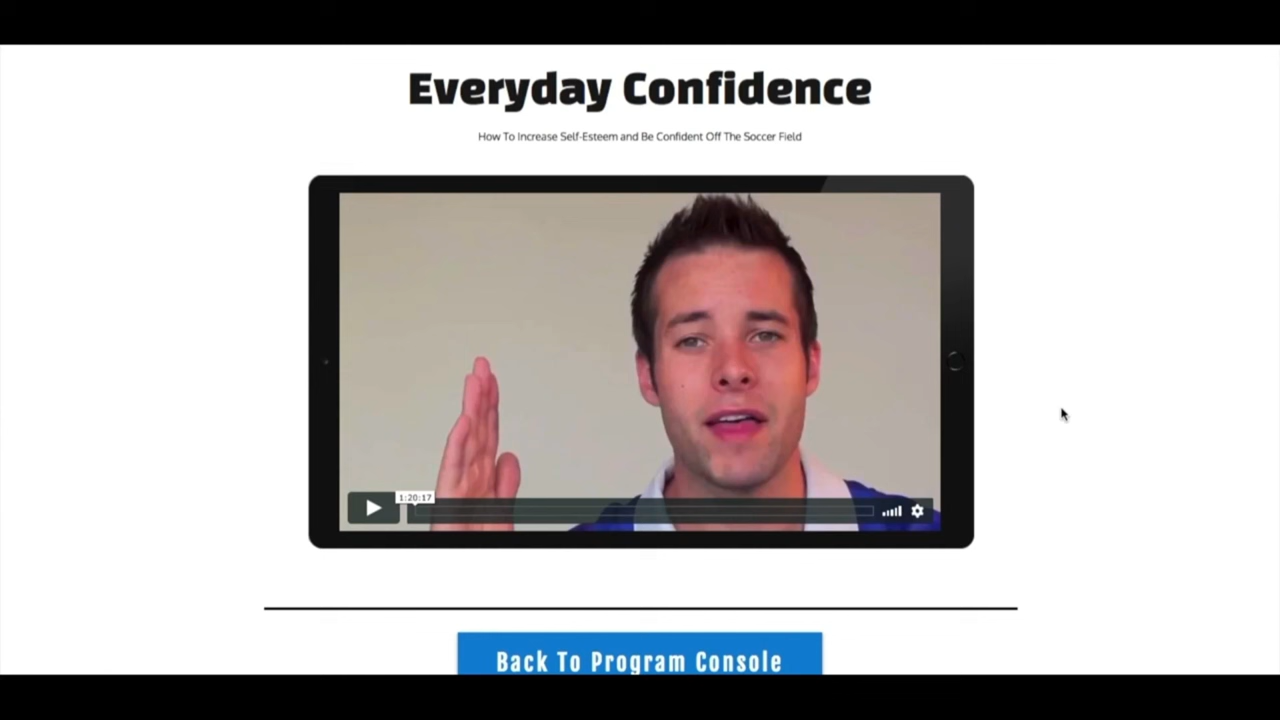 Everyday Confidence
How To Increase Self-Esteem and Be Confident Off The Soccer Field
1:20:17
Back To Program Console